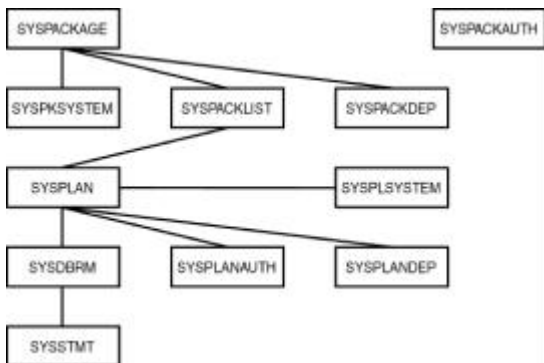 SYSPACKAGE
SYSPACKAUTH
SYSPKSYSTEM
SYSPACKLIST
SYSPACKDEP
SYSPLAN
SYSPLSYSTEM
SYSDBRM
SYSPLANAUTH
SYSPLANDEP
SYSSTMT